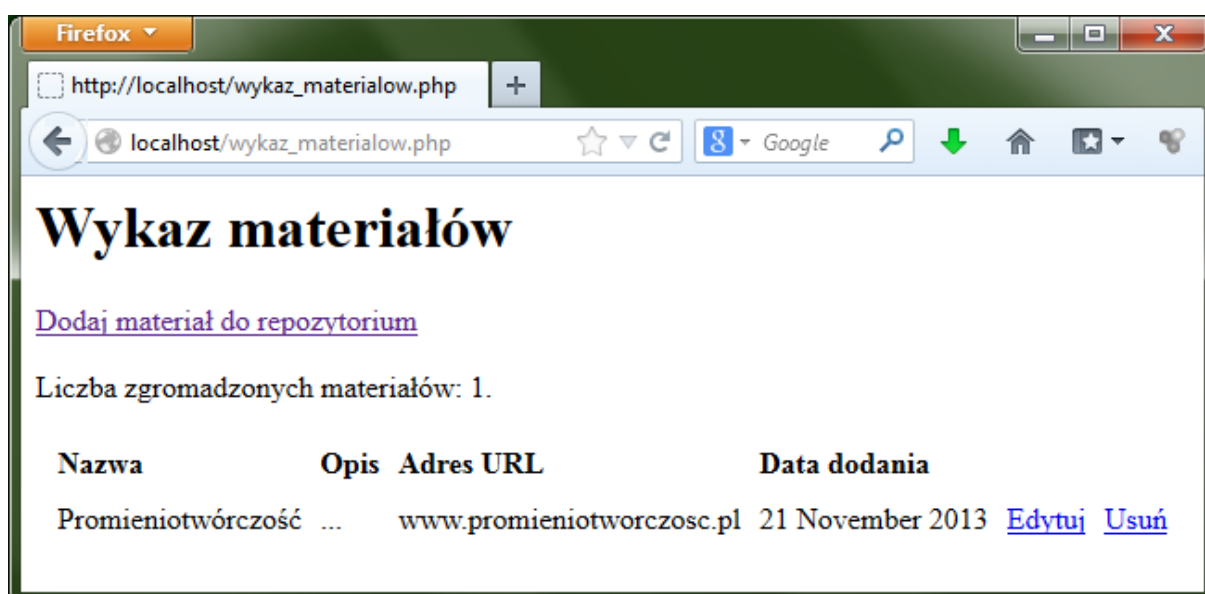 Firefox
http://localhost/wykaz_materialow.php
localhost/wykaz_materialow.php
Google
Wykaz materiałów
Dodaj materiał do repozytorium
Liczba zgromadzonych materiałów: 1.
Nazwa Opis Adres URL Data dodania
Promieniotwórczość ... www.promieniotworczosc.pl 21 November 2013 Edytuj Usuń